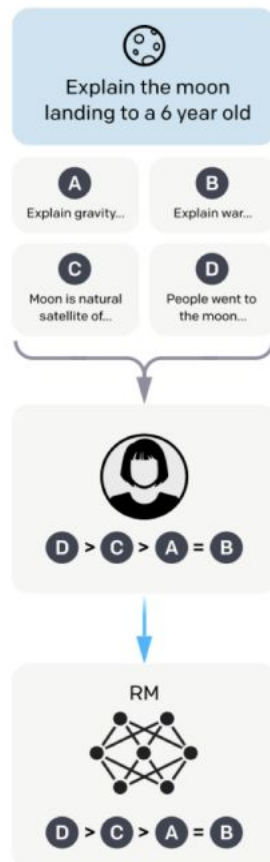 Explain the moon
landing to a 6 year old
A
Explain gravity...
B
Explain war...
C
Moon is natural
satellite of...
D
People went to
the moon...
D > C > A = B
RM
D > C > A = B